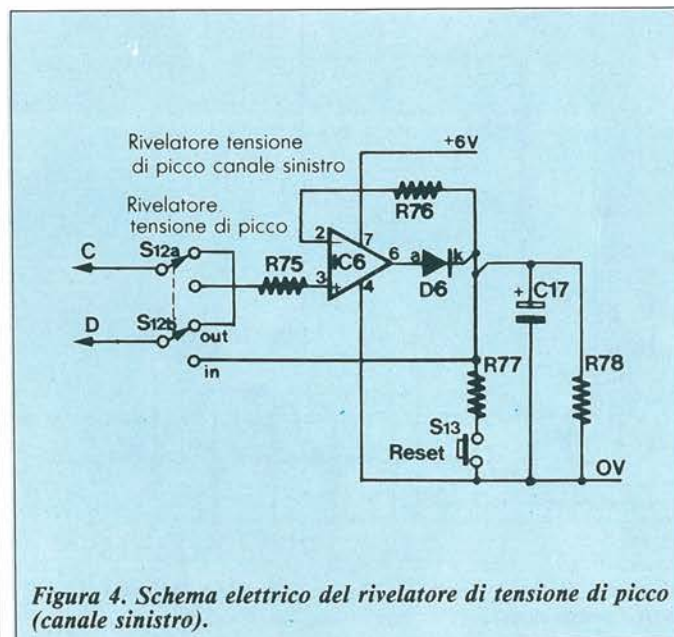 Rivelatore tensione
di picco canale sinistro
+6V
Rivelatore
tensione di picco
R76
2
7
C
S12a
R75
IC6
6
a
k
D6
3
+
4
+
C17
D
S12b
out
in
R77
R78
S13
Reset
0V
Figura 4. Schema elettrico del rivelatore di tensione di picco
(canale sinistro).